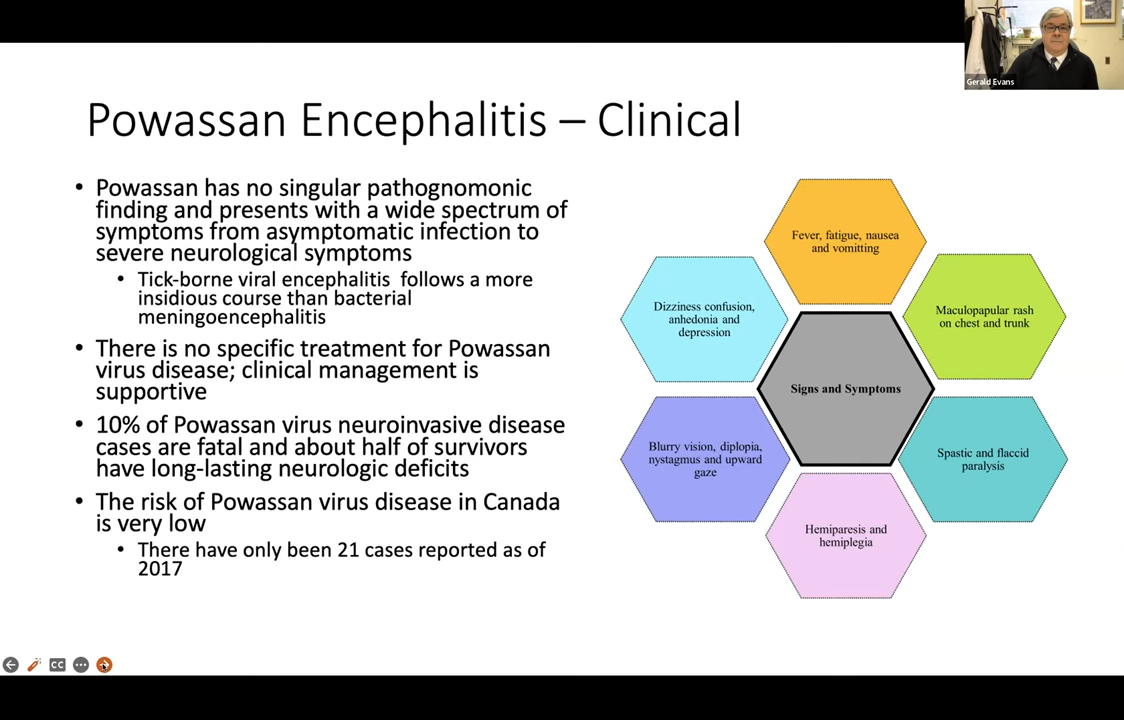 Gerald Evans
Powassan Encephalitis – Clinical
• Powassan has no singular pathognomonic
finding and presents with a wide spectrum of
symptoms from asymptomatic infection to
severe neurological symptoms
• Tick-borne viral encephalitis follows a more
insidious course than bacterial
meningoencephalitis
• There is no specific treatment for Powassan
virus disease; clinical management is
supportive
• 10% of Powassan virus neuroinvasive disease
cases are fatal and about half of survivors
have long-lasting neurologic deficits
• The risk of Powassan virus disease in Canada
is very low
• There have only been 21 cases reported as of
2017
Fever, fatigue, nausea
and vomitting
Dizziness confusion,
anhedonia and
depression
Maculopapular rash
on chest and trunk
Signs and Symptoms
Blurry vision, diplopia,
nystagmus and upward
gaze
Spastic and flaccid
paralysis
Hemiparesis and
hemiplegia
CC